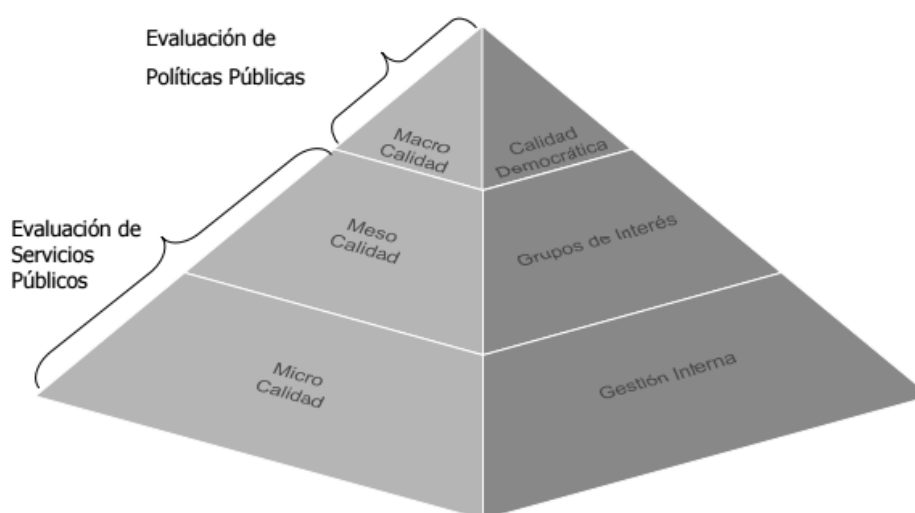 Evaluación de
Políticas Públicas
Macro
Calidad
Calidad
Democrática
Evaluación de
Servicios
Públicos
Meso
Calidad
Grupos de Interés
Micro
Calidad
Gestión Interna